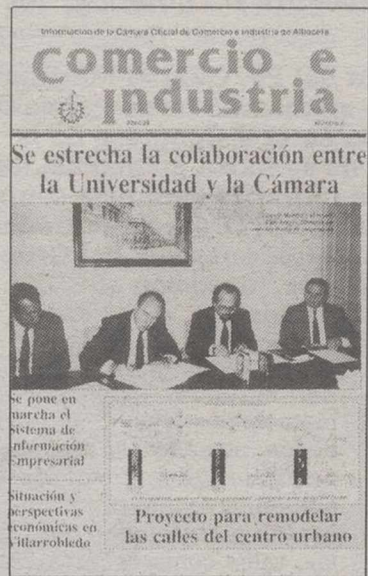 Información de la Cámara Oficial de Comercio e Industria de Albacete
Comercio e
Industria
Se estrecha la colaboración entre
la Universidad y la Cámara
Se pone en
marcha el
Sistema de
Información
Empresarial
Situación y
perspectivas
económicas en
Villarrobledo
Proyecto para remodelar
las calles del centro urbano